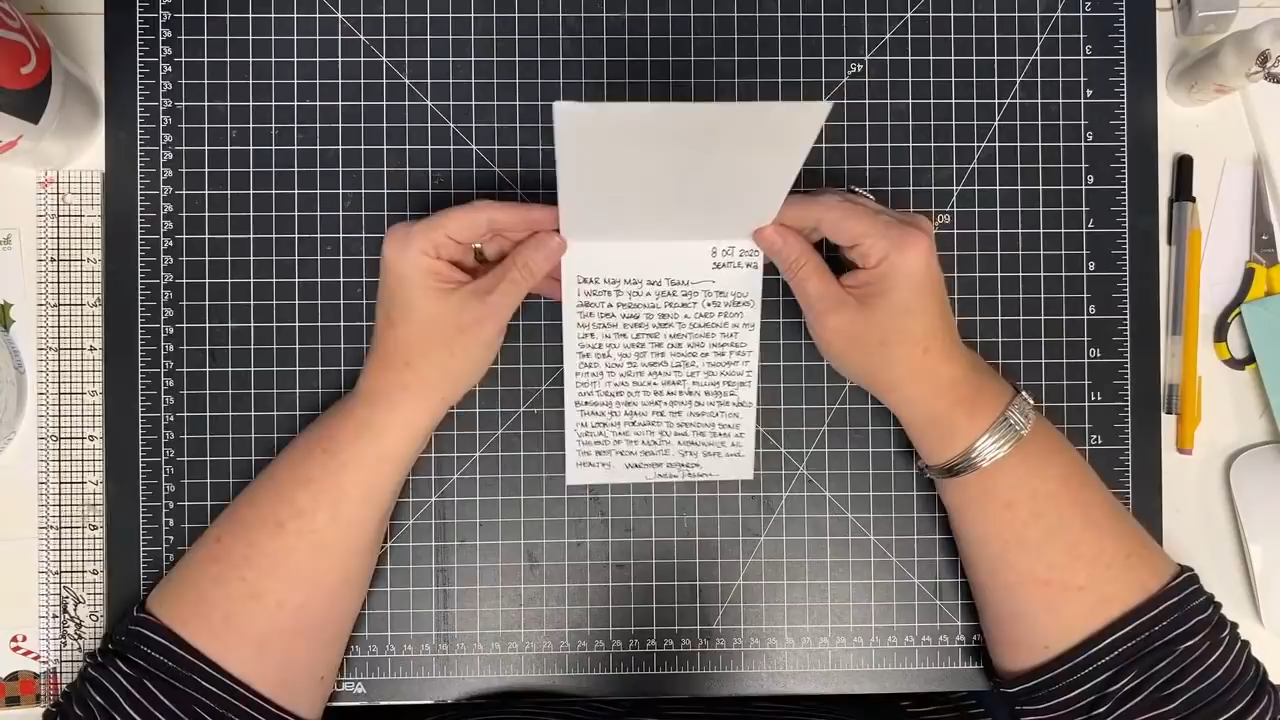 8 OCT 2020
SEATTLE, WA
DEAR MAY MAY and TEAM
I WROTE TO YOU A YEAR AGO TO TELL YOU
ABOUT A PERSONAL PROJECT (#52 WEEKS)
THE IDEA WAS TO SEND A CARD FROM
MY STASH EVERY WEEK TO SOMEONE IN MY
LIFE. IN THE LETTER I MENTIONED THAT
SINCE YOU WERE THE ONE WHO INSPIRED
THE IDEA, YOU GOT THE HONOR OF THE FIRST
CARD. NOW 52 WEEKS LATER, I THOUGHT IT
FITTING TO WRITE AGAIN TO LET YOU KNOW I
DID IT! IT WAS SUCH A HEART FILLING PROJECT
and TURNED OUT TO BE AN EVEN BIGGER
BLESSING GIVEN WHAT'S GOING ON IN THE WORLD.
THANK YOU AGAIN FOR THE INSPIRATION.
I'M LOOKING FORWARD TO SPENDING SOME
"VIRTUAL" TIME WITH YOU and THE TEAM AT
THE END OF THE MONTH. MEANWHILE ALL
THE BEST FROM SEATTLE. STAY SAFE and
HEALTHY. WARMEST REGARDS,
45°
60°
Van